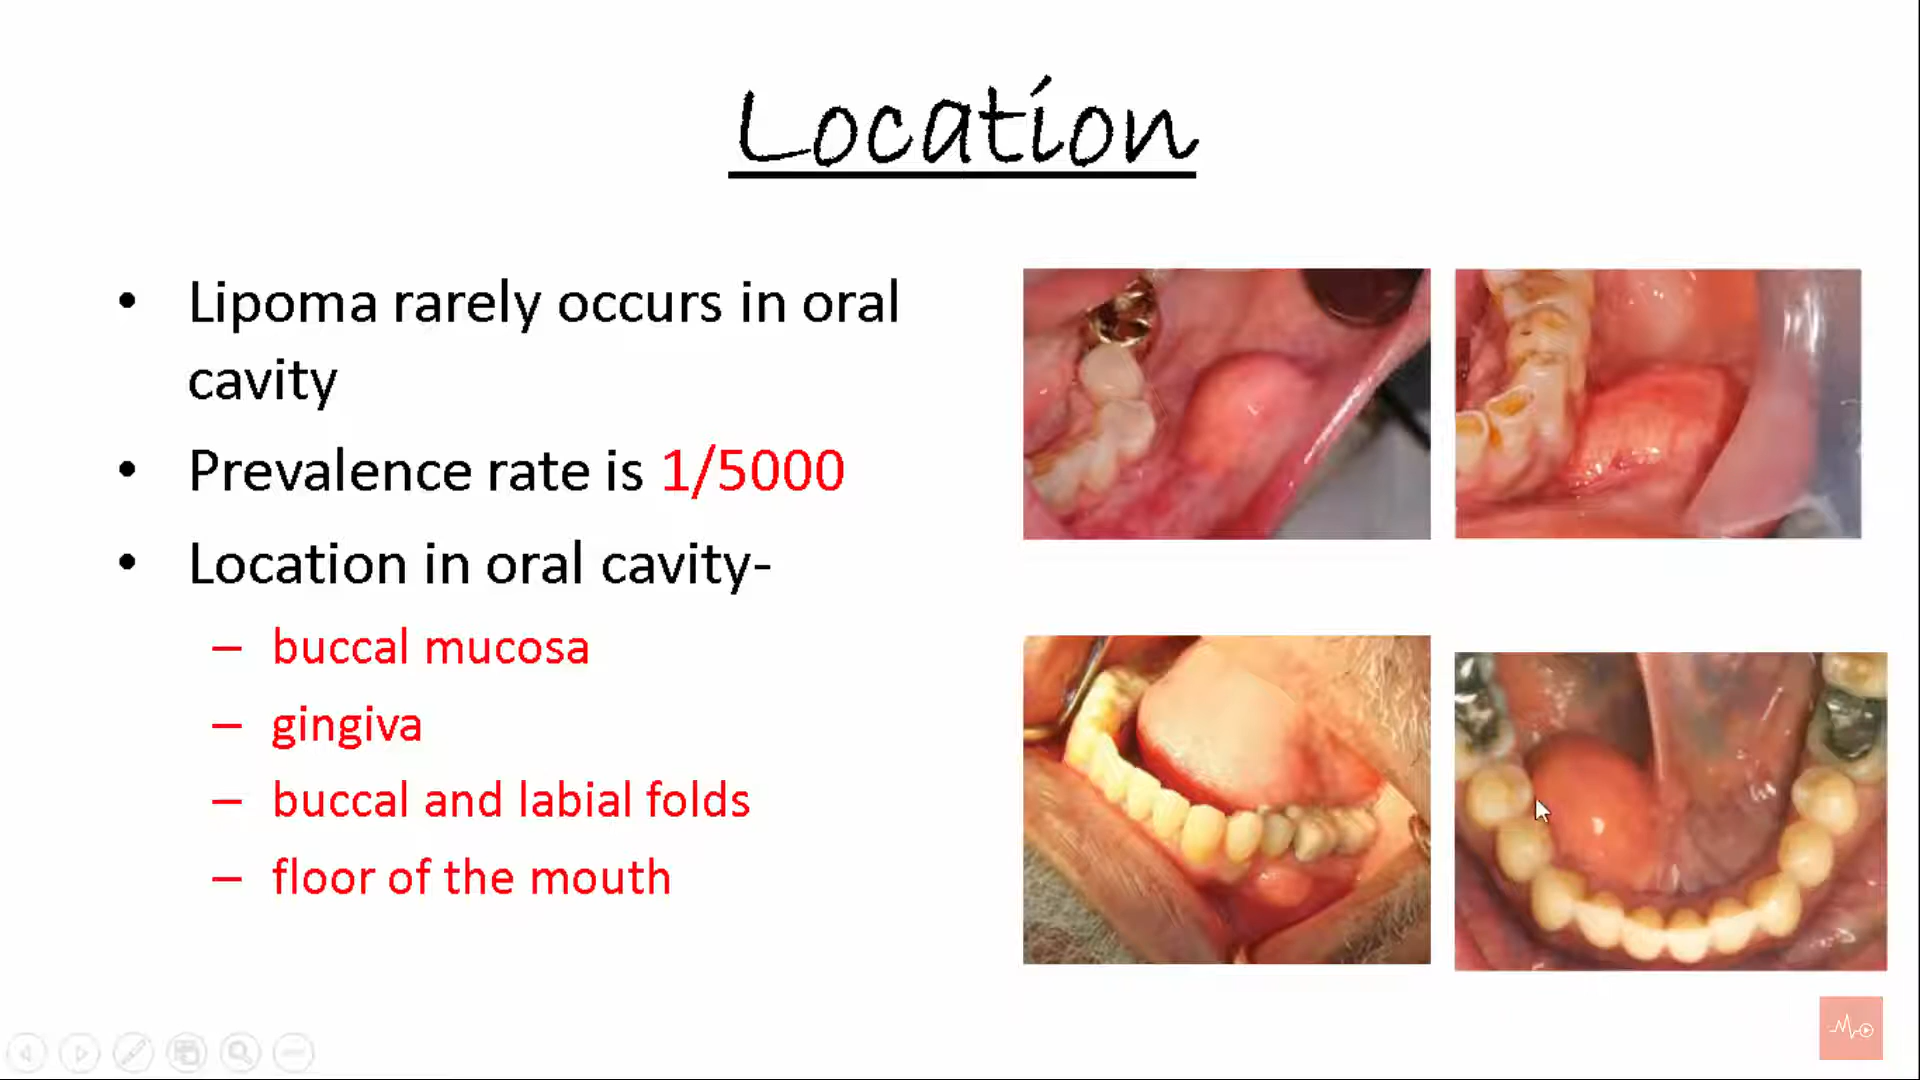 Location
• Lipoma rarely occurs in oral
cavity
• Prevalence rate is 1/5000
• Location in oral cavity-
– buccal mucosa
– gingiva
– buccal and labial folds
– floor of the mouth